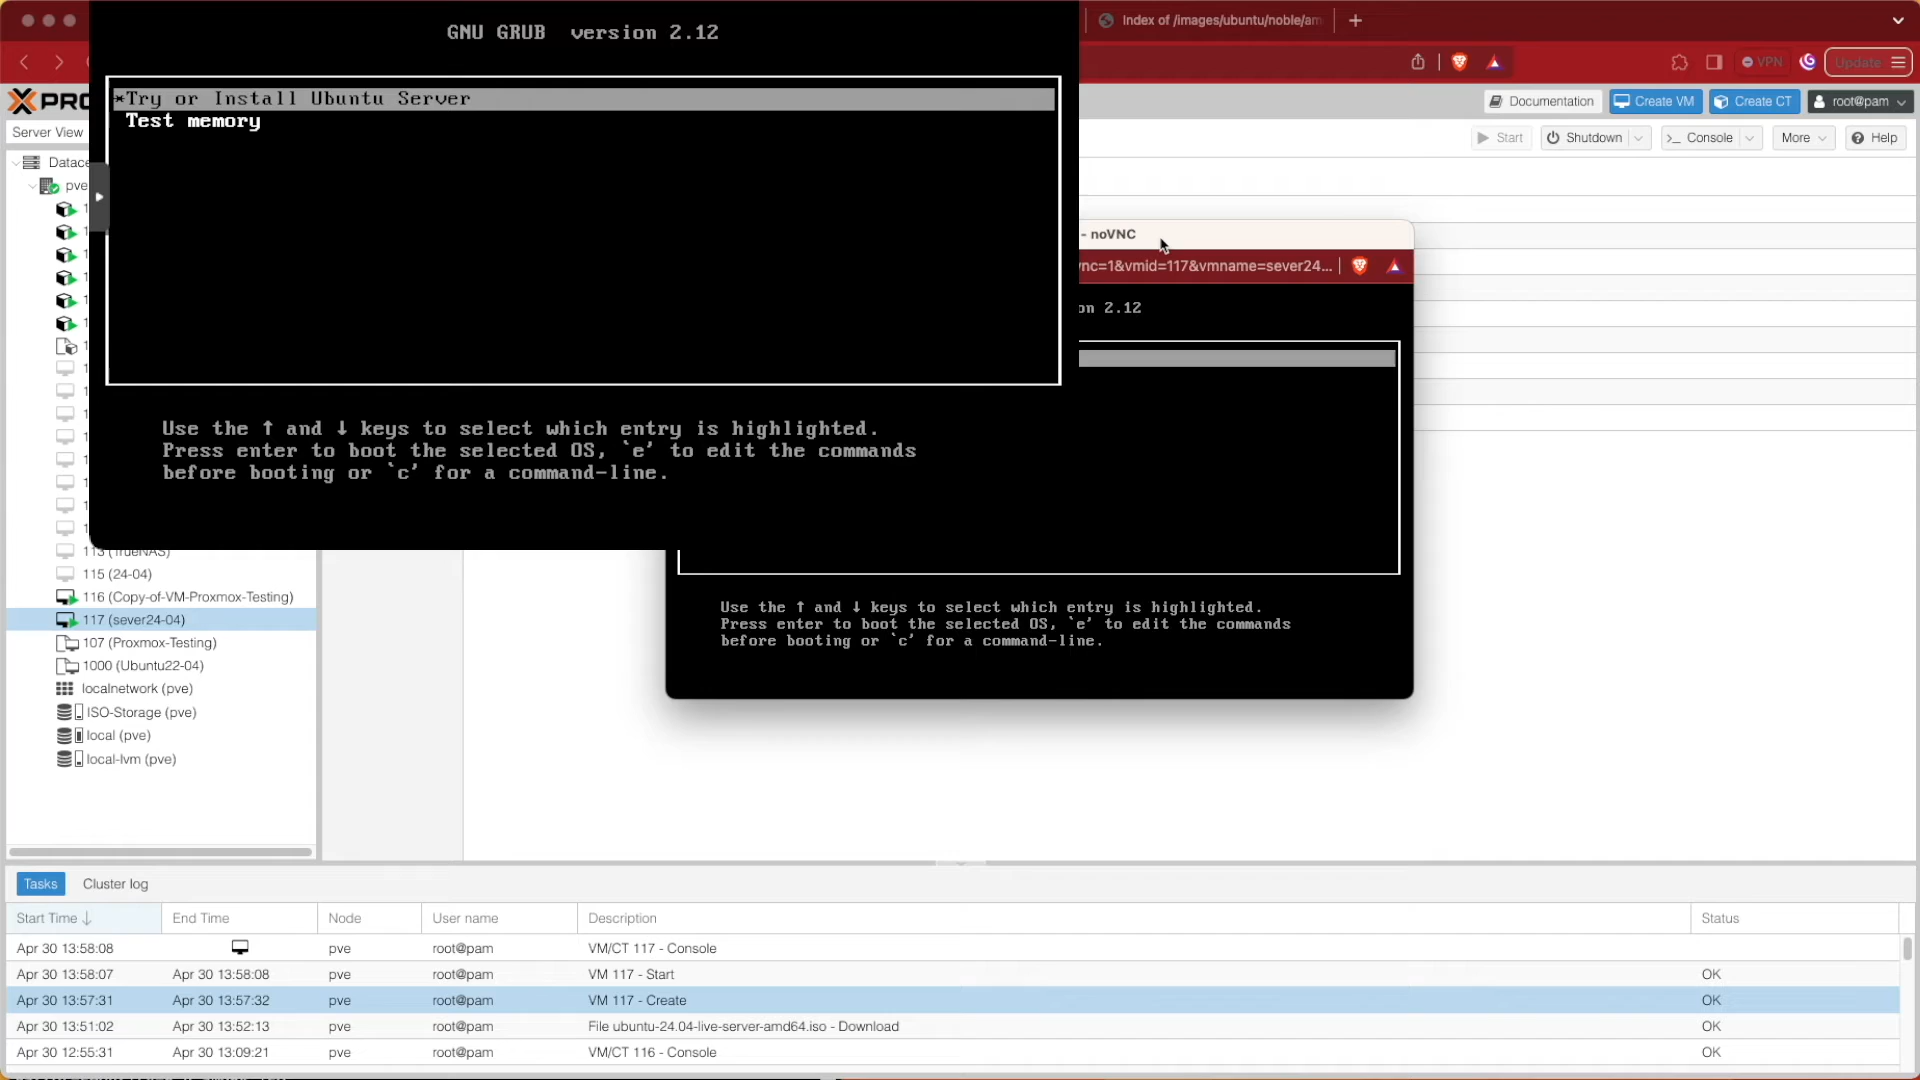 Index of /images/ubuntu/noble/am
VPN
Update
PRO
Documentation
Create VM
Create CT
root@pam
Server View
Start
Shutdown
>_ Console
More
Help
GNU GRUB version 2.12
*Try or Install Ubuntu Server
Test memory
Use the ↑ and ↓ keys to select which entry is highlighted.
Press enter to boot the selected OS, `e' to edit the commands
before booting or `c' for a command-line.
- noVNC
nc=1&vmid=117&vmname=sever24...
on 2.12
Use the ↑ and ↓ keys to select which entry is highlighted.
Press enter to boot the selected OS, `e' to edit the commands
before booting or `c' for a command-line.
Datace
pve
113 (TrueNAS)
115 (24-04)
116 (Copy-of-VM-Proxmox-Testing)
117 (sever24-04)
107 (Proxmox-Testing)
1000 (Ubuntu22-04)
localnetwork (pve)
ISO-Storage (pve)
local (pve)
local-lvm (pve)
Tasks
Cluster log
Start Time ↓ End Time Node User name Description Status
Apr 30 13:58:08 pve root@pam VM/CT 117 - Console
Apr 30 13:58:07 Apr 30 13:58:08 pve root@pam VM 117 - Start OK
Apr 30 13:57:31 Apr 30 13:57:32 pve root@pam VM 117 - Create OK
Apr 30 13:51:02 Apr 30 13:52:13 pve root@pam File ubuntu-24.04-live-server-amd64.iso - Download OK
Apr 30 12:55:31 Apr 30 13:09:21 pve root@pam VM/CT 116 - Console OK